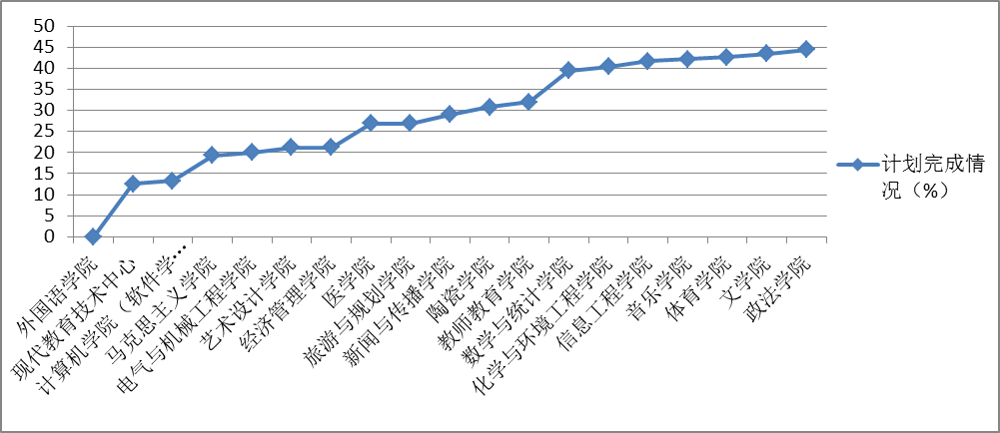 50
45
40
35
30
25
20
15
10
5
0
外国语学院
现代教育技术中心
计算机学院（软件学…
马克思主义学院
电气与机械工程学院
艺术设计学院
经济管理学院
医学院
旅游与规划学院
新闻与传播学院
陶瓷学院
教师教育学院
数学与统计学院
化学与环境工程学院
信息工程学院
音乐学院
体育学院
文学院
政法学院
计划完成情
况（%）